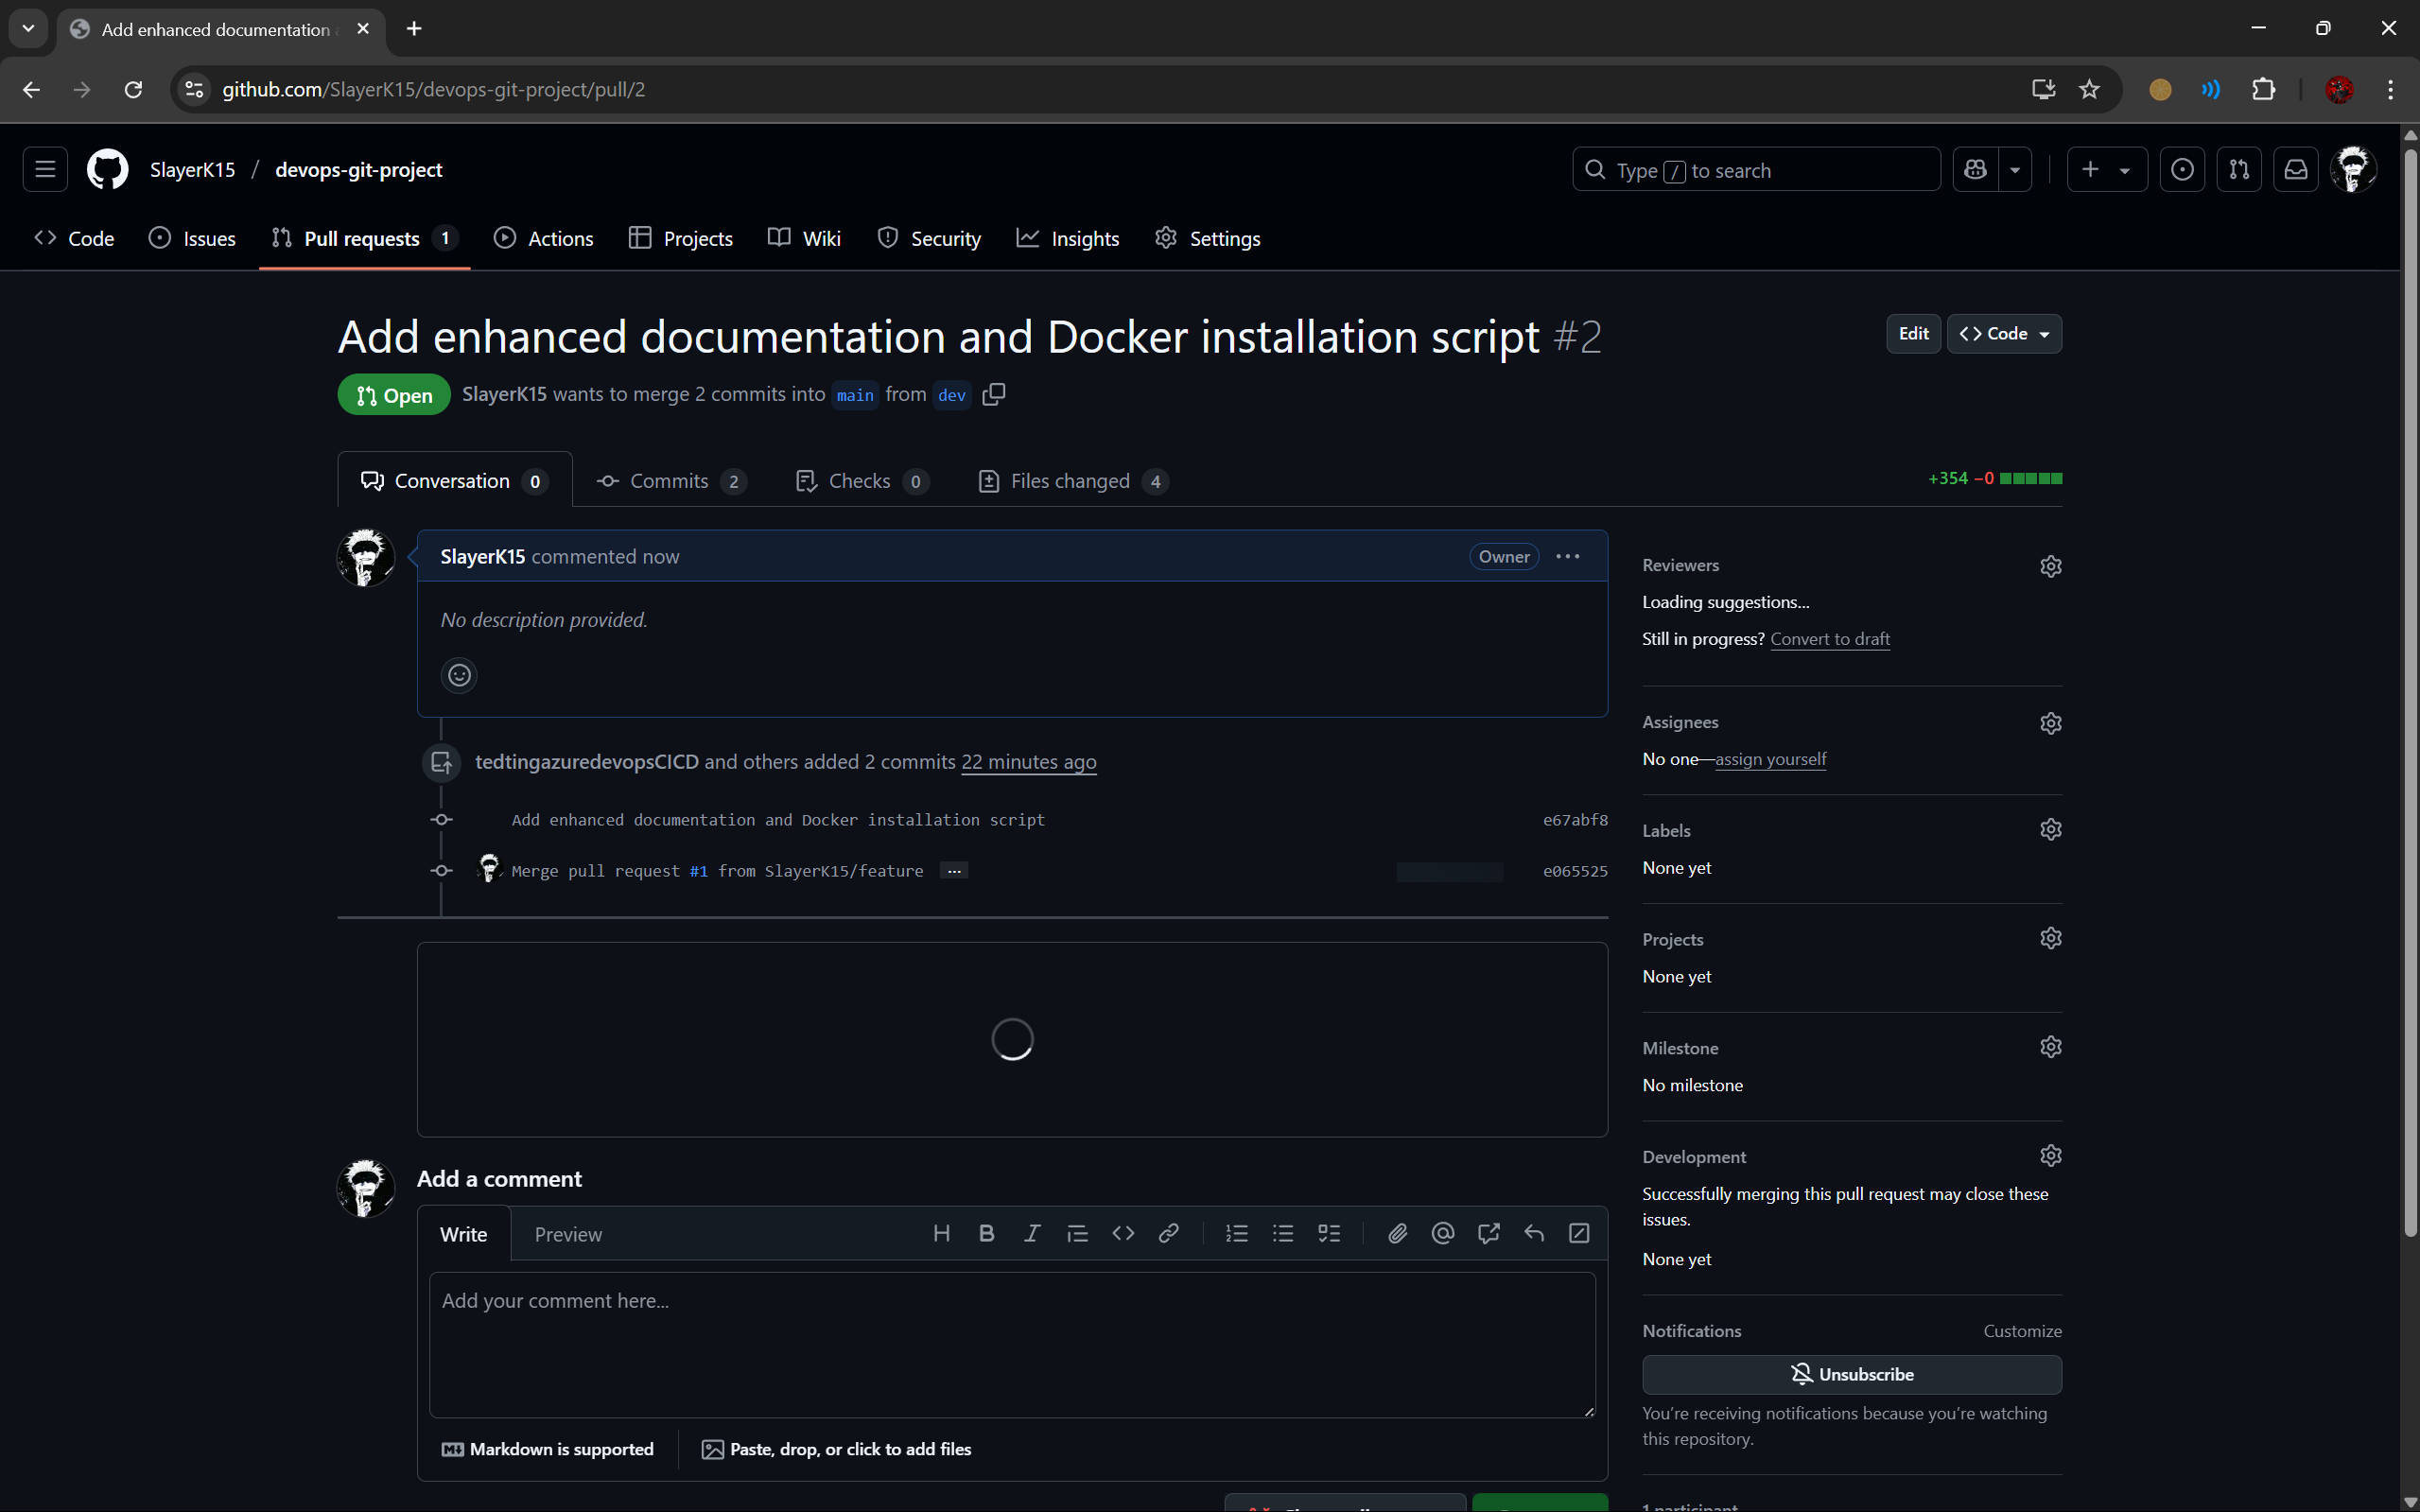 Add enhanced documentation a
github.com/SlayerK15/devops-git-project/pull/2
SlayerK15 / devops-git-project
Type / to search
Code
Issues
Pull requests 1
Actions
Projects
Wiki
Security
Insights
Settings
Add enhanced documentation and Docker installation script #2
Edit
Code
Open
SlayerK15 wants to merge 2 commits into main from dev
Conversation 0
Commits 2
Checks 0
Files changed 4
+354 −0
SlayerK15 commented now
Owner
No description provided.
tedtingazuredevopsCICD and others added 2 commits 22 minutes ago
Add enhanced documentation and Docker installation script
e67abf8
Merge pull request #1 from SlayerK15/feature
e065525
Add a comment
Write
Preview
Add your comment here...
Markdown is supported
Paste, drop, or click to add files
Reviewers
Loading suggestions...
Still in progress? Convert to draft
Assignees
No one—assign yourself
Labels
None yet
Projects
None yet
Milestone
No milestone
Development
Successfully merging this pull request may close these
issues.
None yet
Notifications
Customize
Unsubscribe
You're receiving notifications because you're watching
this repository.